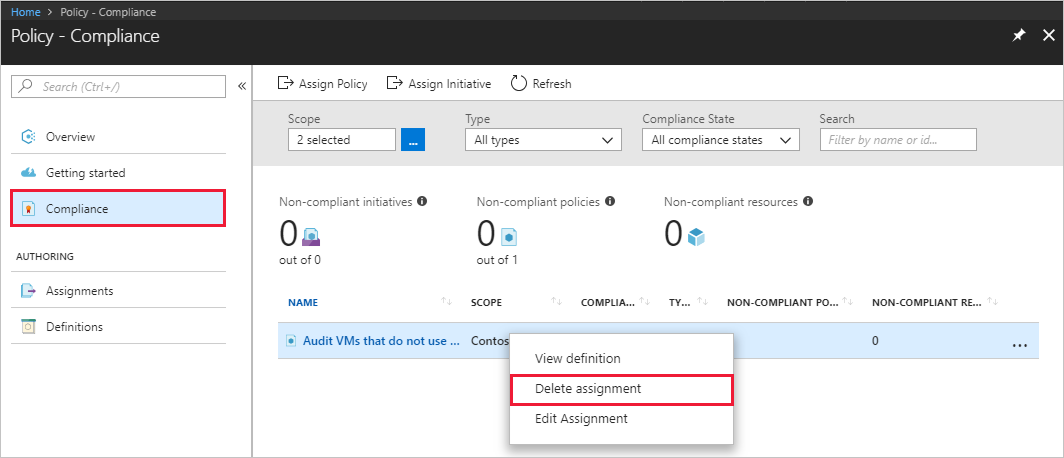 Home > Policy - Compliance
Policy - Compliance
Search (Ctrl+/)
Overview
Getting started
Compliance
AUTHORING
Assignments
Definitions
Assign Policy Assign Initiative Refresh
Scope Type Compliance State Search
2 selected ... All types All compliance states Filter by name or id...
Non-compliant initiatives Non-compliant policies Non-compliant resources
0 0 0
out of 0 out of 1
NAME SCOPE COMPLIA... TY... NON-COMPLIANT PO... NON-COMPLIANT RE...
Audit VMs that do not use ... Contos 0 ...
View definition
Delete assignment
Edit Assignment